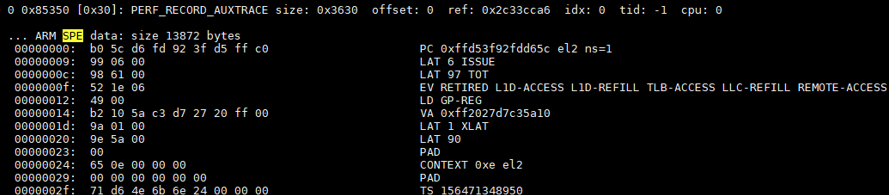 0 0x85350 [0x30]: PERF_RECORD_AUXTRACE size: 0x3630  offset: 0  ref: 0x2c33cca6  idx: 0  tid: -1  cpu: 0
... ARM SPE data: size 13872 bytes
00000000:  b0 5c d6 fd 92 3f d5 ff c0    PC 0xffd53f92fdd65c el2 ns=1
00000009:  99 06 00    LAT 6 ISSUE
0000000c:  98 61 00    LAT 97 TOT
0000000f:  52 1e 06    EV RETIRED L1D-ACCESS L1D-REFILL TLB-ACCESS LLC-REFILL REMOTE-ACCESS
00000012:  49 00    LD GP-REG
00000014:  b2 10 5a c3 d7 27 20 ff 00    VA 0xff2027d7c35a10
0000001d:  9a 01 00    LAT 1 XLAT
00000020:  9e 5a 00    LAT 90
00000023:  00    PAD
00000024:  65 0e 00 00 00    CONTEXT 0xe el2
00000029:  00 00 00 00 00 00    PAD
0000002f:  71 d6 4e 6b 6e 24 00 00 00    TS 156471348950